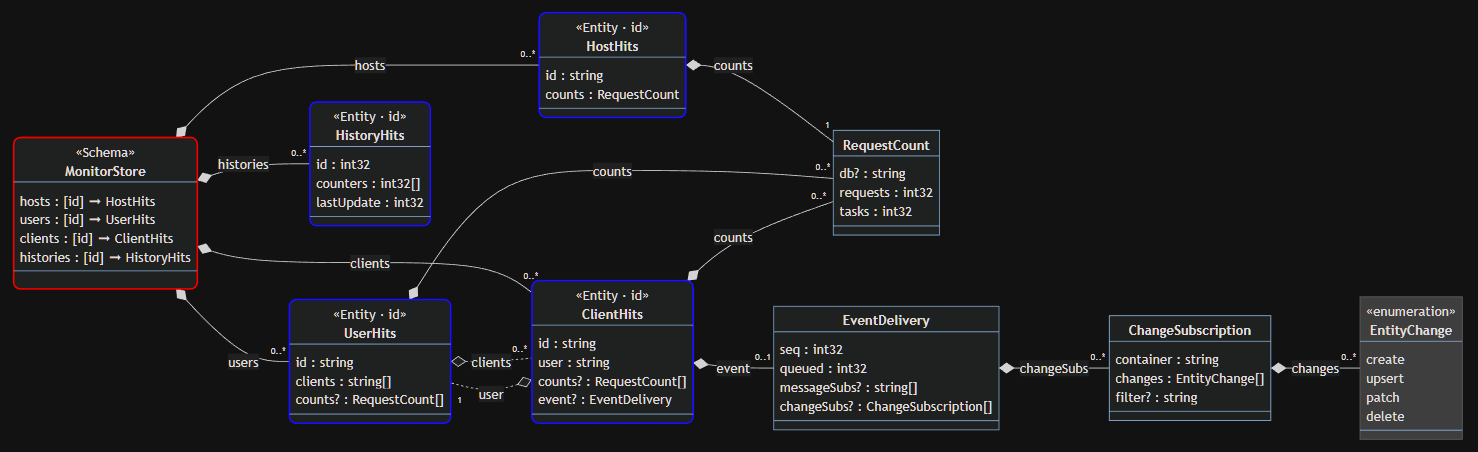 «Schema»
MonitorStore
hosts : [id] ➞ HostHits
users : [id] ➞ UserHits
clients : [id] ➞ ClientHits
histories : [id] ➞ HistoryHits
hosts
0..*
histories
0..*
clients
0..*
users
0..*
«Entity · id»
HostHits
id : string
counts : RequestCount
counts
1
«Entity · id»
HistoryHits
id : int32
counters : int32[]
lastUpdate : int32
«Entity · id»
UserHits
id : string
clients : string[]
counts? : RequestCount[]
counts
0..*
clients
0..*
user
1
«Entity · id»
ClientHits
id : string
user : string
counts? : RequestCount[]
event? : EventDelivery
counts
0..*
event
0..1
RequestCount
db? : string
requests : int32
tasks : int32
EventDelivery
seq : int32
queued : int32
messageSubs? : string[]
changeSubs? : ChangeSubscription[]
changeSubs
0..*
ChangeSubscription
container : string
changes : EntityChange[]
filter? : string
changes
0..*
«enumeration»
EntityChange
create
upsert
patch
delete